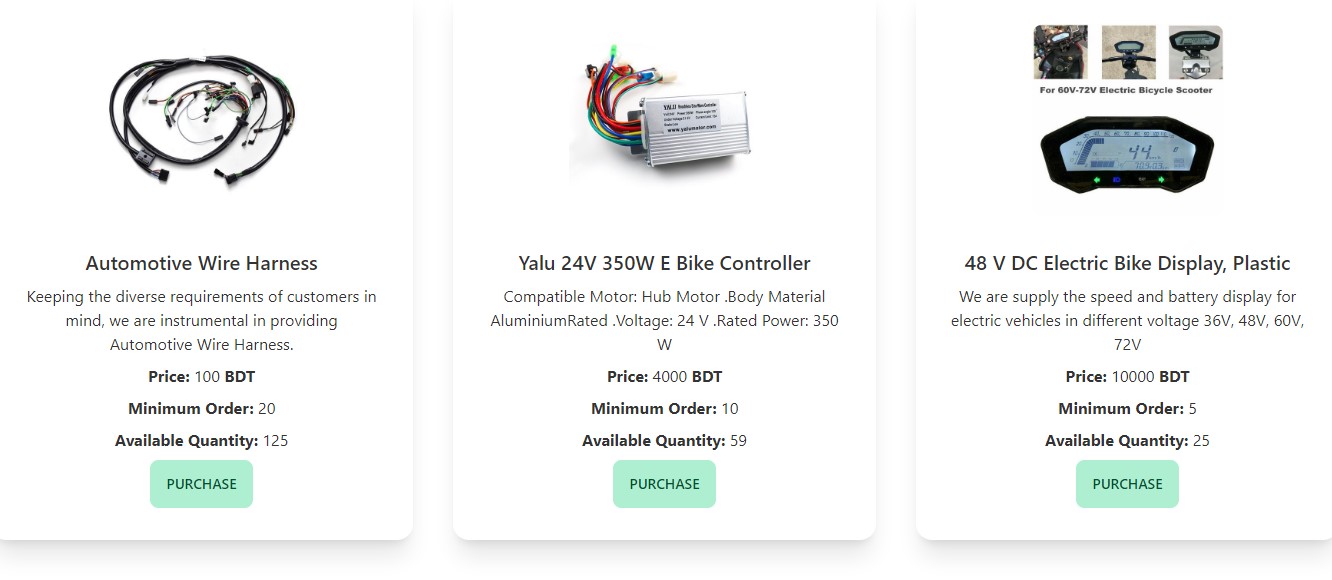 For 60V-72V Electric Bicycle Scooter
YALU
www.yalumotor.com
44
Automotive Wire Harness
Keeping the diverse requirements of customers in
mind, we are instrumental in providing
Automotive Wire Harness.
Price: 100 BDT
Minimum Order: 20
Available Quantity: 125
PURCHASE
Yalu 24V 350W E Bike Controller
Compatible Motor: Hub Motor .Body Material
AluminiumRated .Voltage: 24 V .Rated Power: 350
W
Price: 4000 BDT
Minimum Order: 10
Available Quantity: 59
PURCHASE
48 V DC Electric Bike Display, Plastic
We are supply the speed and battery display for
electric vehicles in different voltage 36V, 48V, 60V,
72V
Price: 10000 BDT
Minimum Order: 5
Available Quantity: 25
PURCHASE